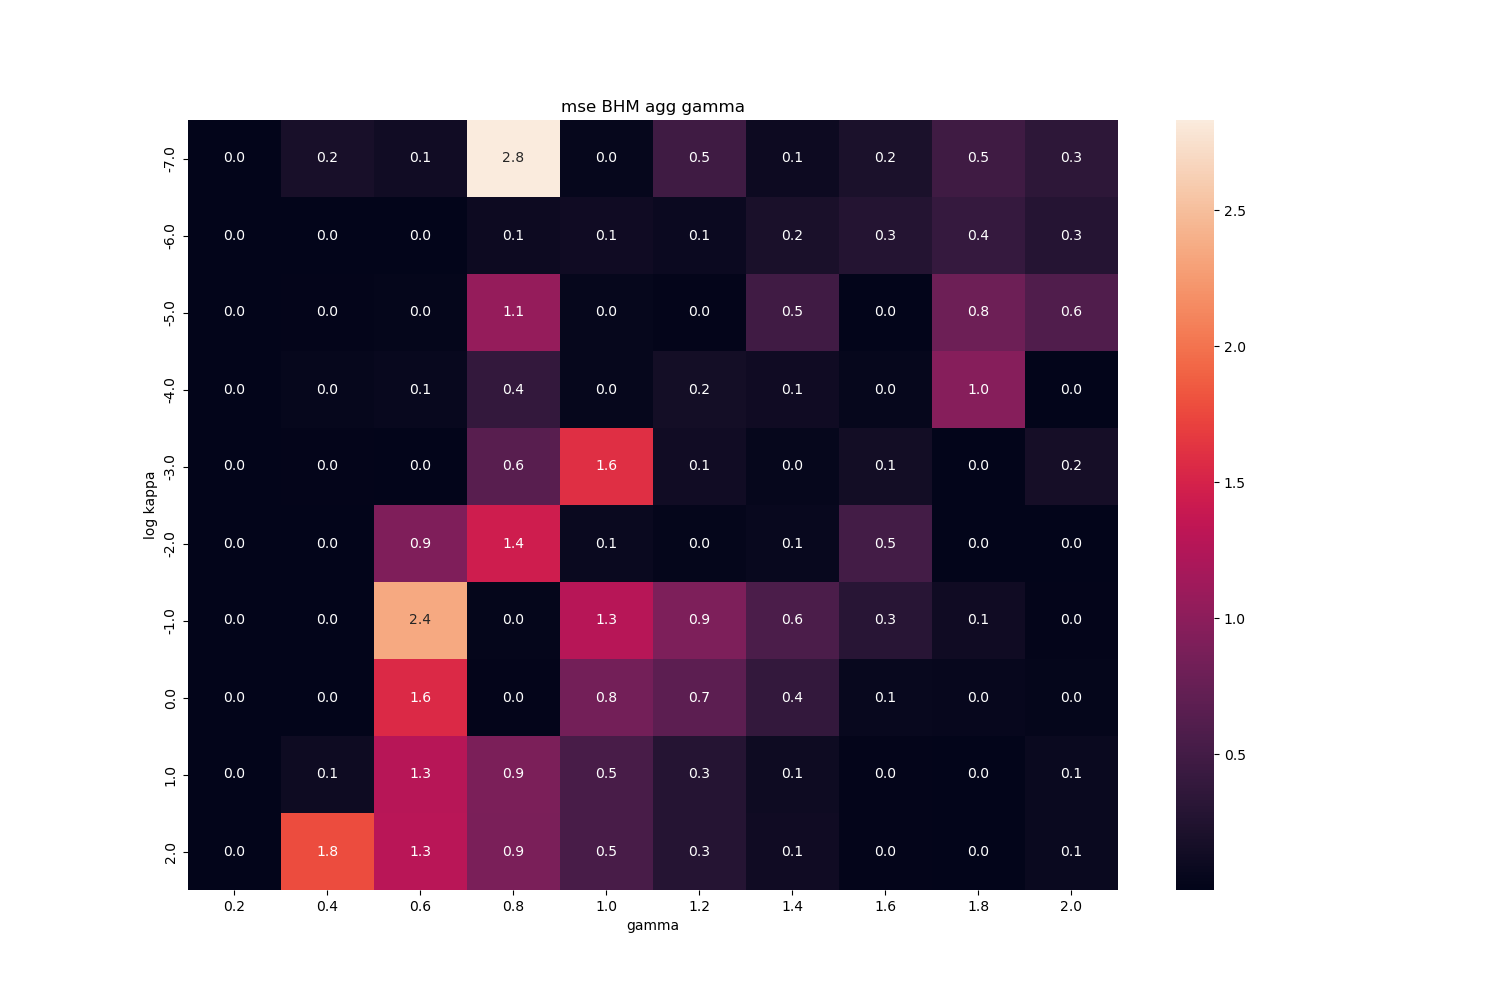 mse BHM agg gamma
-7.0 0.0 0.2 0.1 2.8 0.0 0.5 0.1 0.2 0.5 0.3
-6.0 0.0 0.0 0.0 0.1 0.1 0.1 0.2 0.3 0.4 0.3
-5.0 0.0 0.0 0.0 1.1 0.0 0.0 0.5 0.0 0.8 0.6
-4.0 0.0 0.0 0.1 0.4 0.0 0.2 0.1 0.0 1.0 0.0
-3.0 0.0 0.0 0.0 0.6 1.6 0.1 0.0 0.1 0.0 0.2
-2.0 0.0 0.0 0.9 1.4 0.1 0.0 0.1 0.5 0.0 0.0
-1.0 0.0 0.0 2.4 0.0 1.3 0.9 0.6 0.3 0.1 0.0
0.0 0.0 0.0 1.6 0.0 0.8 0.7 0.4 0.1 0.0 0.0
1.0 0.0 0.1 1.3 0.9 0.5 0.3 0.1 0.0 0.0 0.1
2.0 0.0 1.8 1.3 0.9 0.5 0.3 0.1 0.0 0.0 0.1
0.2 0.4 0.6 0.8 1.0 1.2 1.4 1.6 1.8 2.0
gamma
log kappa
2.5
2.0
1.5
1.0
0.5